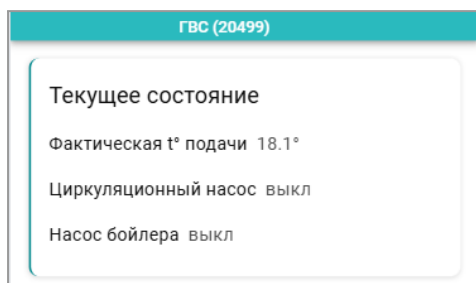 ГВС (20499)
Текущее состояние
Фактическая t° подачи 18.1°
Циркуляционный насос выкл
Насос бойлера выкл